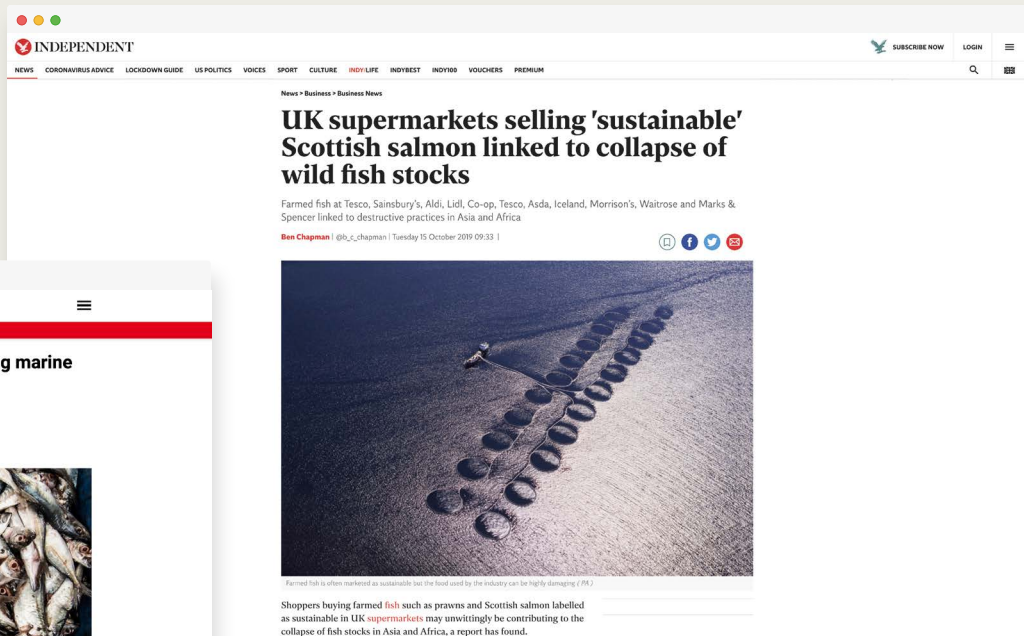 INDEPENDENT
SUBSCRIBE NOW
LOGIN
NEWS CORONAVIRUS ADVICE LOCKDOWN GUIDE US POLITICS VOICES SPORT CULTURE INDY/LIFE INDYBEST INDY100 VOUCHERS PREMIUM
News > Business > Business News
UK supermarkets selling 'sustainable'
Scottish salmon linked to collapse of
wild fish stocks
Farmed fish at Tesco, Sainsbury's, Aldi, Lidl, Co-op, Tesco, Asda, Iceland, Morrison's, Waitrose and Marks &
Spencer linked to destructive practices in Asia and Africa
Ben Chapman | @b_c_chapman | Tuesday 15 October 2019 09:33 |
g marine
Farmed fish is often marketed as sustainable but the food used by the industry can be highly damaging ( PA )
Shoppers buying farmed fish such as prawns and Scottish salmon labelled
as sustainable in UK supermarkets may unwittingly be contributing to the
collapse of fish stocks in Asia and Africa, a report has found.